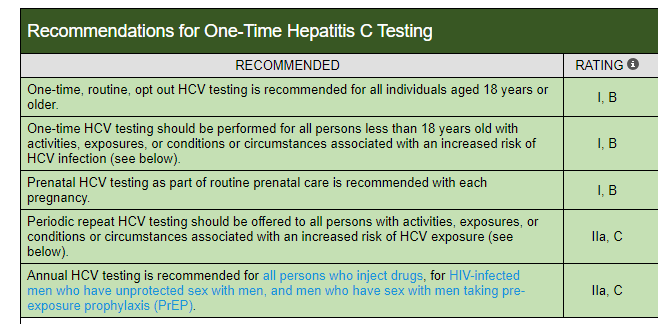 Recommendations for One-Time Hepatitis C Testing
RECOMMENDED RATING
One-time, routine, opt out HCV testing is recommended for all individuals aged 18 years or
older.
I, B
One-time HCV testing should be performed for all persons less than 18 years old with
activities, exposures, or conditions or circumstances associated with an increased risk of
HCV infection (see below).
I, B
Prenatal HCV testing as part of routine prenatal care is recommended with each
pregnancy.
I, B
Periodic repeat HCV testing should be offered to all persons with activities, exposures, or
conditions or circumstances associated with an increased risk of HCV exposure (see
below).
IIa, C
Annual HCV testing is recommended for all persons who inject drugs, for HIV-infected
men who have unprotected sex with men, and men who have sex with men taking pre-
exposure prophylaxis (PrEP).
IIa, C